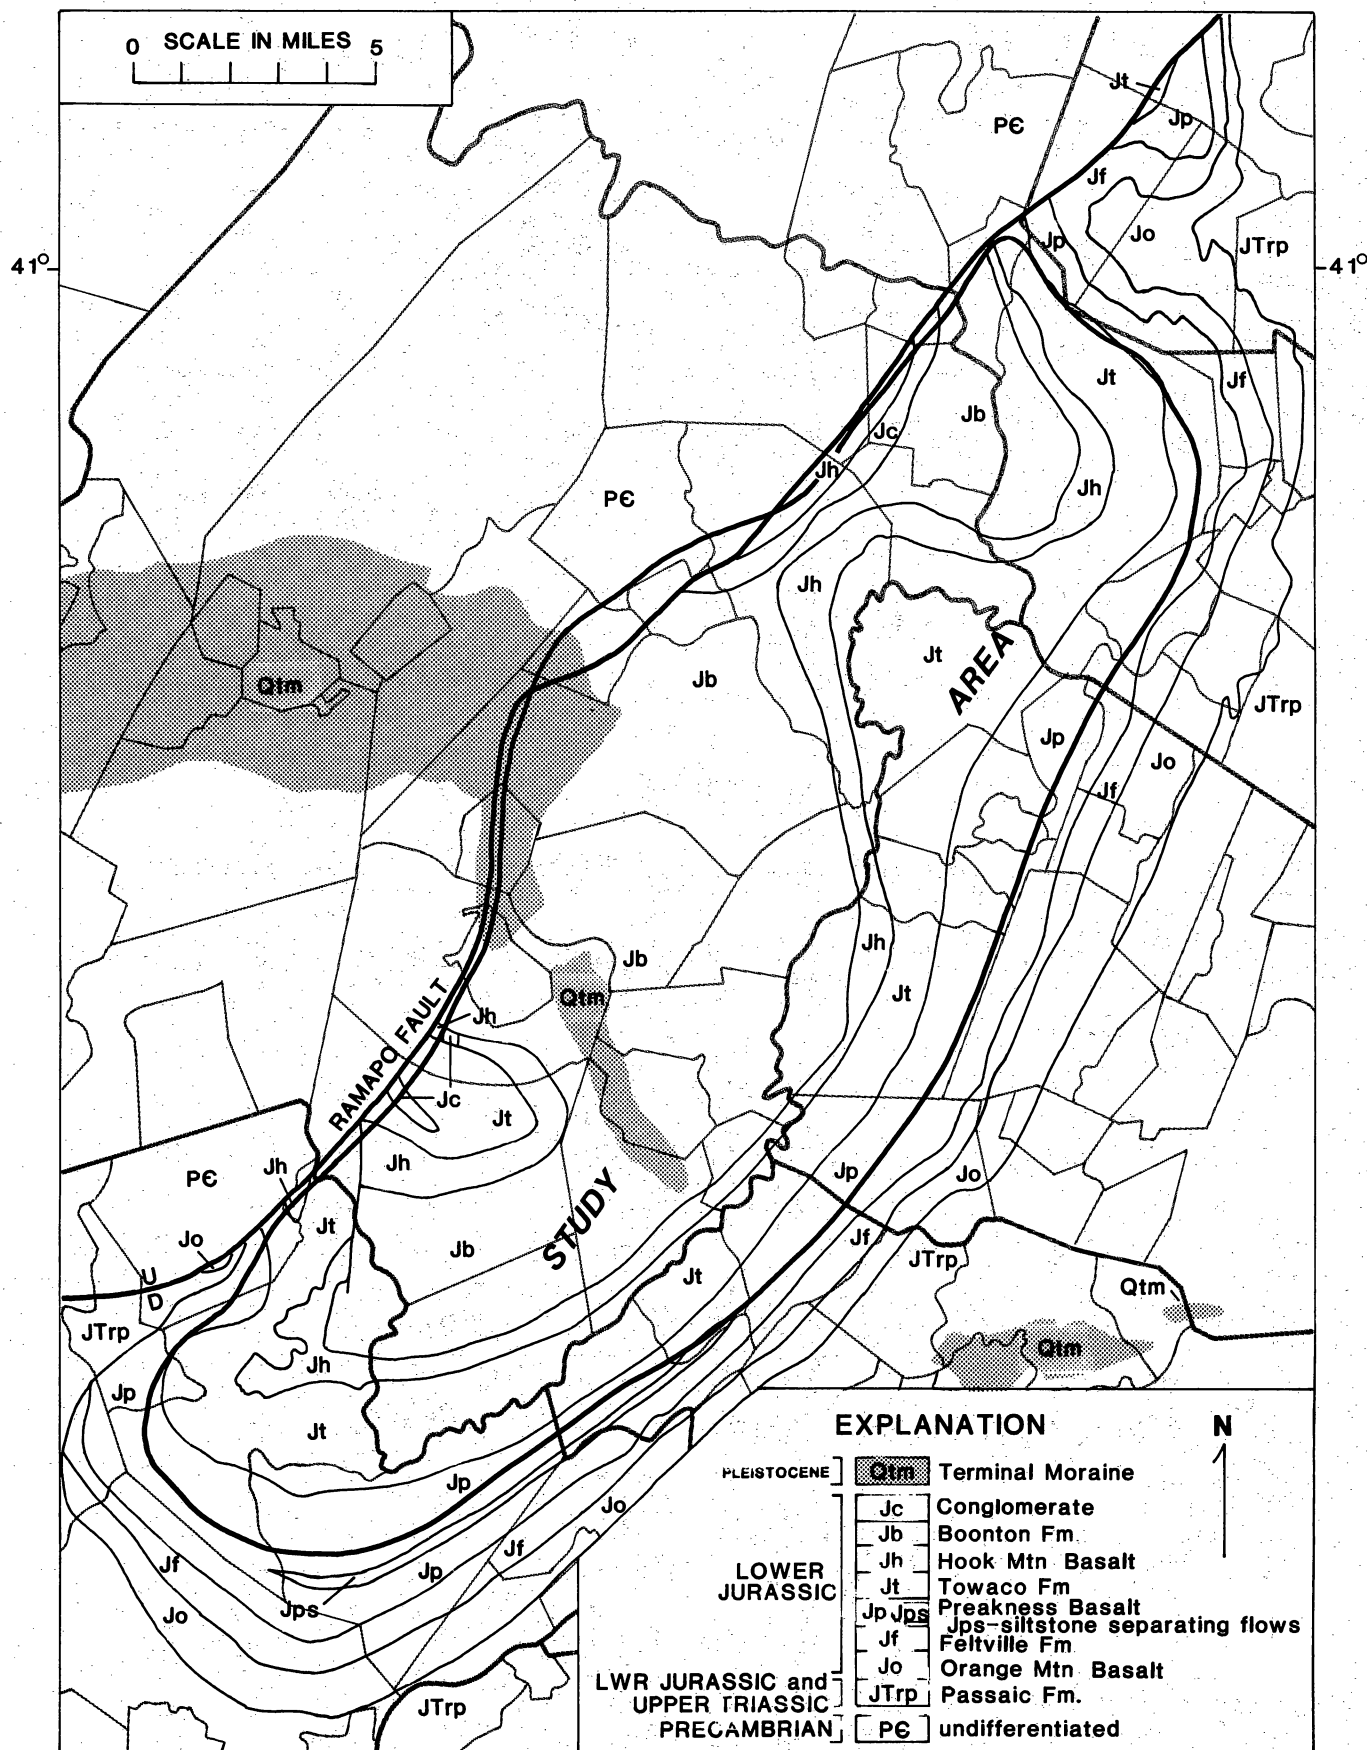 0 SCALE IN MILES 5
Jt
PЄ
Jp
Jf
Jp
Jo
JTrp
41°
41°
Jt
Jf
Jb
Jc
Jh
Jh
PЄ
Jh
Jt
AREA
Jb
Qtm
JTrp
Jp
Jo
Jf
Jh
Jb
Jt
Qtm
Jh
RAMAPO FAULT
Jc
Jt
Jh
PЄ
Jh
Jp
Jo
STUDY
Jt
Jo
Jb
Jf
JTrp
Jt
U
D
Qtm
JTrp
Jh
Qtm
Jp
Jt
Jp
Jo
Jf
Jf
Jp
Jps
Jo
JTrp
EXPLANATION
N
PLEISTOCENE
Qtm Terminal Moraine
Jc Conglomerate
Jb Boonton Fm
Jh Hook Mtn Basalt
LOWER
JURASSIC
Jt Towaco Fm
Jp Jps Preakness Basalt
Jps-siltstone separating flows
Jf Feltville Fm
Jo Orange Mtn Basalt
LWR JURASSIC and
UPPER TRIASSIC
JTrp Passaic Fm.
PRECAMBRIAN
PЄ undifferentiated